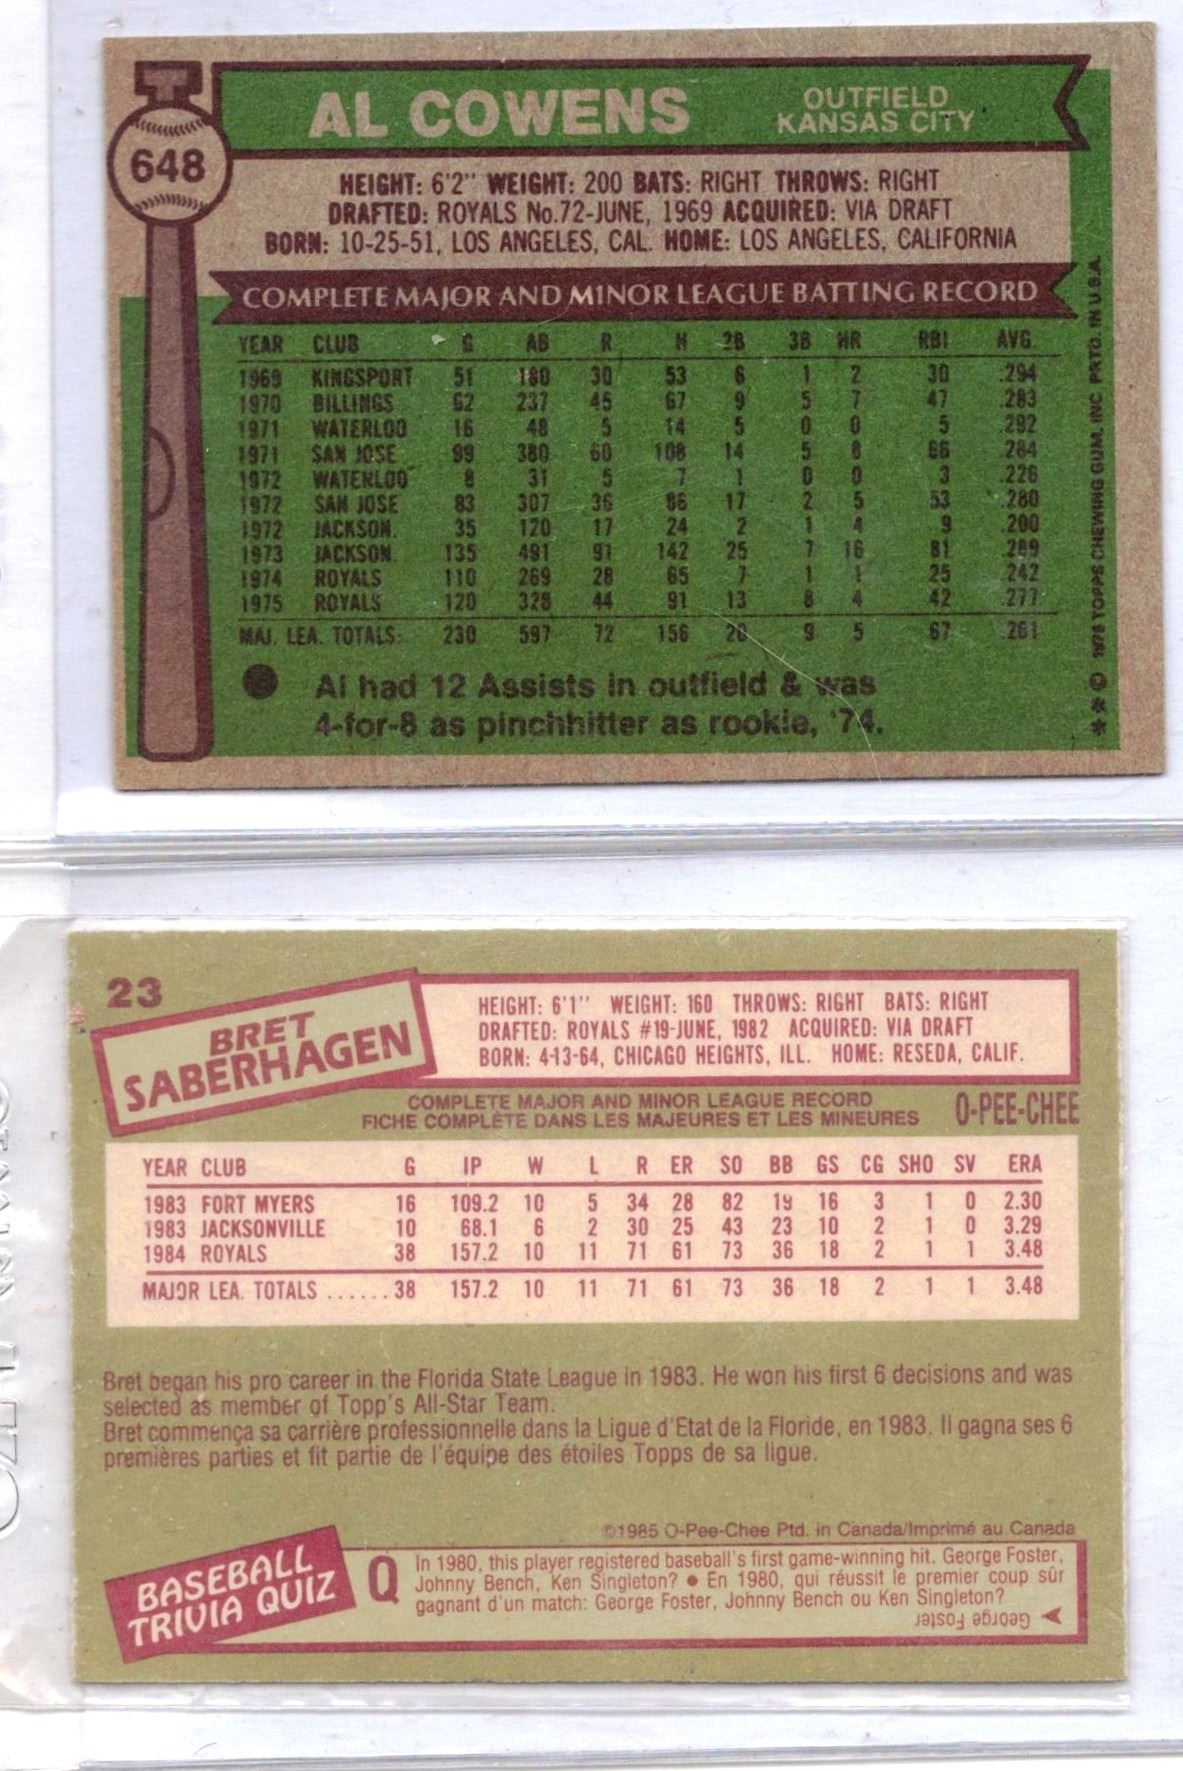 648
AL COWENS
OUTFIELD
KANSAS CITY
HEIGHT: 6'2" WEIGHT: 200 BATS: RIGHT THROWS: RIGHT
DRAFTED: ROYALS No.72-JUNE, 1969 ACQUIRED: VIA DRAFT
BORN: 10-25-51, LOS ANGELES, CAL. HOME: LOS ANGELES, CALIFORNIA
COMPLETE MAJOR AND MINOR LEAGUE BATTING RECORD
YEAR CLUB G AB R H 2B 3B HR RBI AVG.
1969 KINGSPORT 51 180 30 53 6 1 2 30 .294
1970 BILLINGS 62 237 45 67 9 5 7 47 .283
1971 WATERLOO 16 48 5 14 5 0 0 5 .292
1971 SAN JOSE 99 380 60 108 14 5 8 66 .284
1972 WATERLOO 8 31 5 7 1 0 0 3 .226
1972 SAN JOSE 83 307 36 86 17 2 5 53 .280
1972 JACKSON 35 120 17 24 2 1 4 9 .200
1973 JACKSON 135 491 91 142 25 7 16 81 .289
1974 ROYALS 110 269 28 65 7 1 1 25 .242
1975 ROYALS 120 328 44 91 13 8 4 42 .277
MAJ. LEA. TOTALS: 230 597 72 156 20 9 5 67 .261
● Al had 12 Assists in outfield & was
4-for-8 as pinchhitter as rookie, '74.
** © 1976 TOPPS CHEWING GUM, INC PRTD. IN U.S.A.
23
BRET
SABERHAGEN
HEIGHT: 6'1" WEIGHT: 160 THROWS: RIGHT BATS: RIGHT
DRAFTED: ROYALS #19-JUNE, 1982 ACQUIRED: VIA DRAFT
BORN: 4-13-64, CHICAGO HEIGHTS, ILL. HOME: RESEDA, CALIF.
COMPLETE MAJOR AND MINOR LEAGUE RECORD
FICHE COMPLÈTE DANS LES MAJEURES ET LES MINEURES
O-PEE-CHEE
YEAR CLUB G IP W L R ER SO BB GS CG SHO SV ERA
1983 FORT MYERS 16 109.2 10 5 34 28 82 19 16 3 1 0 2.30
1983 JACKSONVILLE 10 68.1 6 2 30 25 43 23 10 2 1 0 3.29
1984 ROYALS 38 157.2 10 11 71 61 73 36 18 2 1 1 3.48
MAJOR LEA. TOTALS ...... 38 157.2 10 11 71 61 73 36 18 2 1 1 3.48
Bret began his pro career in the Florida State League in 1983. He won his first 6 decisions and was
selected as member of Topp's All-Star Team.
Bret commença sa carrière professionnelle dans la Ligue d'Etat de la Floride, en 1983. Il gagna ses 6
premières parties et fit partie de l'équipe des étoiles Topps de sa ligue.
©1985 O-Pee-Chee Ptd. in Canada/Imprimé au Canada
BASEBALL
TRIVIA QUIZ
Q
In 1980, this player registered baseball's first game-winning hit. George Foster,
Johnny Bench, Ken Singleton? ● En 1980, qui réussit le premier coup sûr
gagnant d'un match: George Foster, Johnny Bench ou Ken Singleton?
George Foster